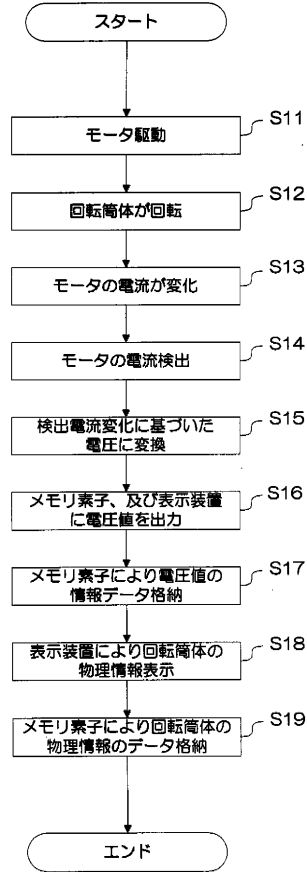 スタート
S11
モータ駆動
S12
回転筒体が回転
S13
モータの電流が変化
S14
モータの電流検出
S15
検出電流変化に基づいた
電圧に変換
S16
メモリ素子、及び表示装置
に電圧値を出力
S17
メモリ素子により電圧値の
情報データ格納
S18
表示装置により回転筒体の
物理情報表示
S19
メモリ素子により回転筒体の
物理情報のデータ格納
エンド